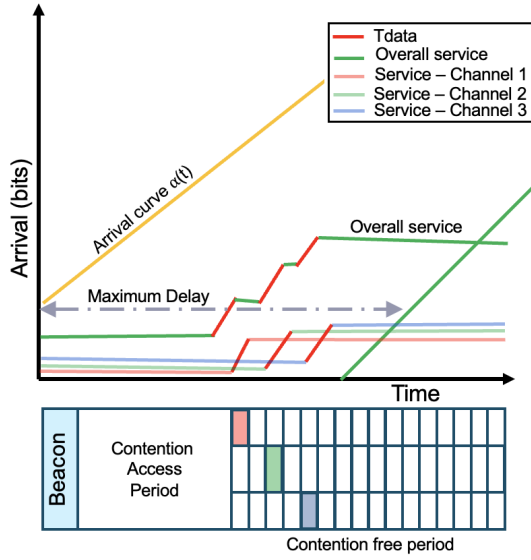 Tdata
Overall service
Service – Channel 1
Service – Channel 2
Service – Channel 3
Arrival (bits)
Arrival curve α(t)
Overall service
Maximum Delay
Time
Beacon
Contention
Access
Period
Contention free period